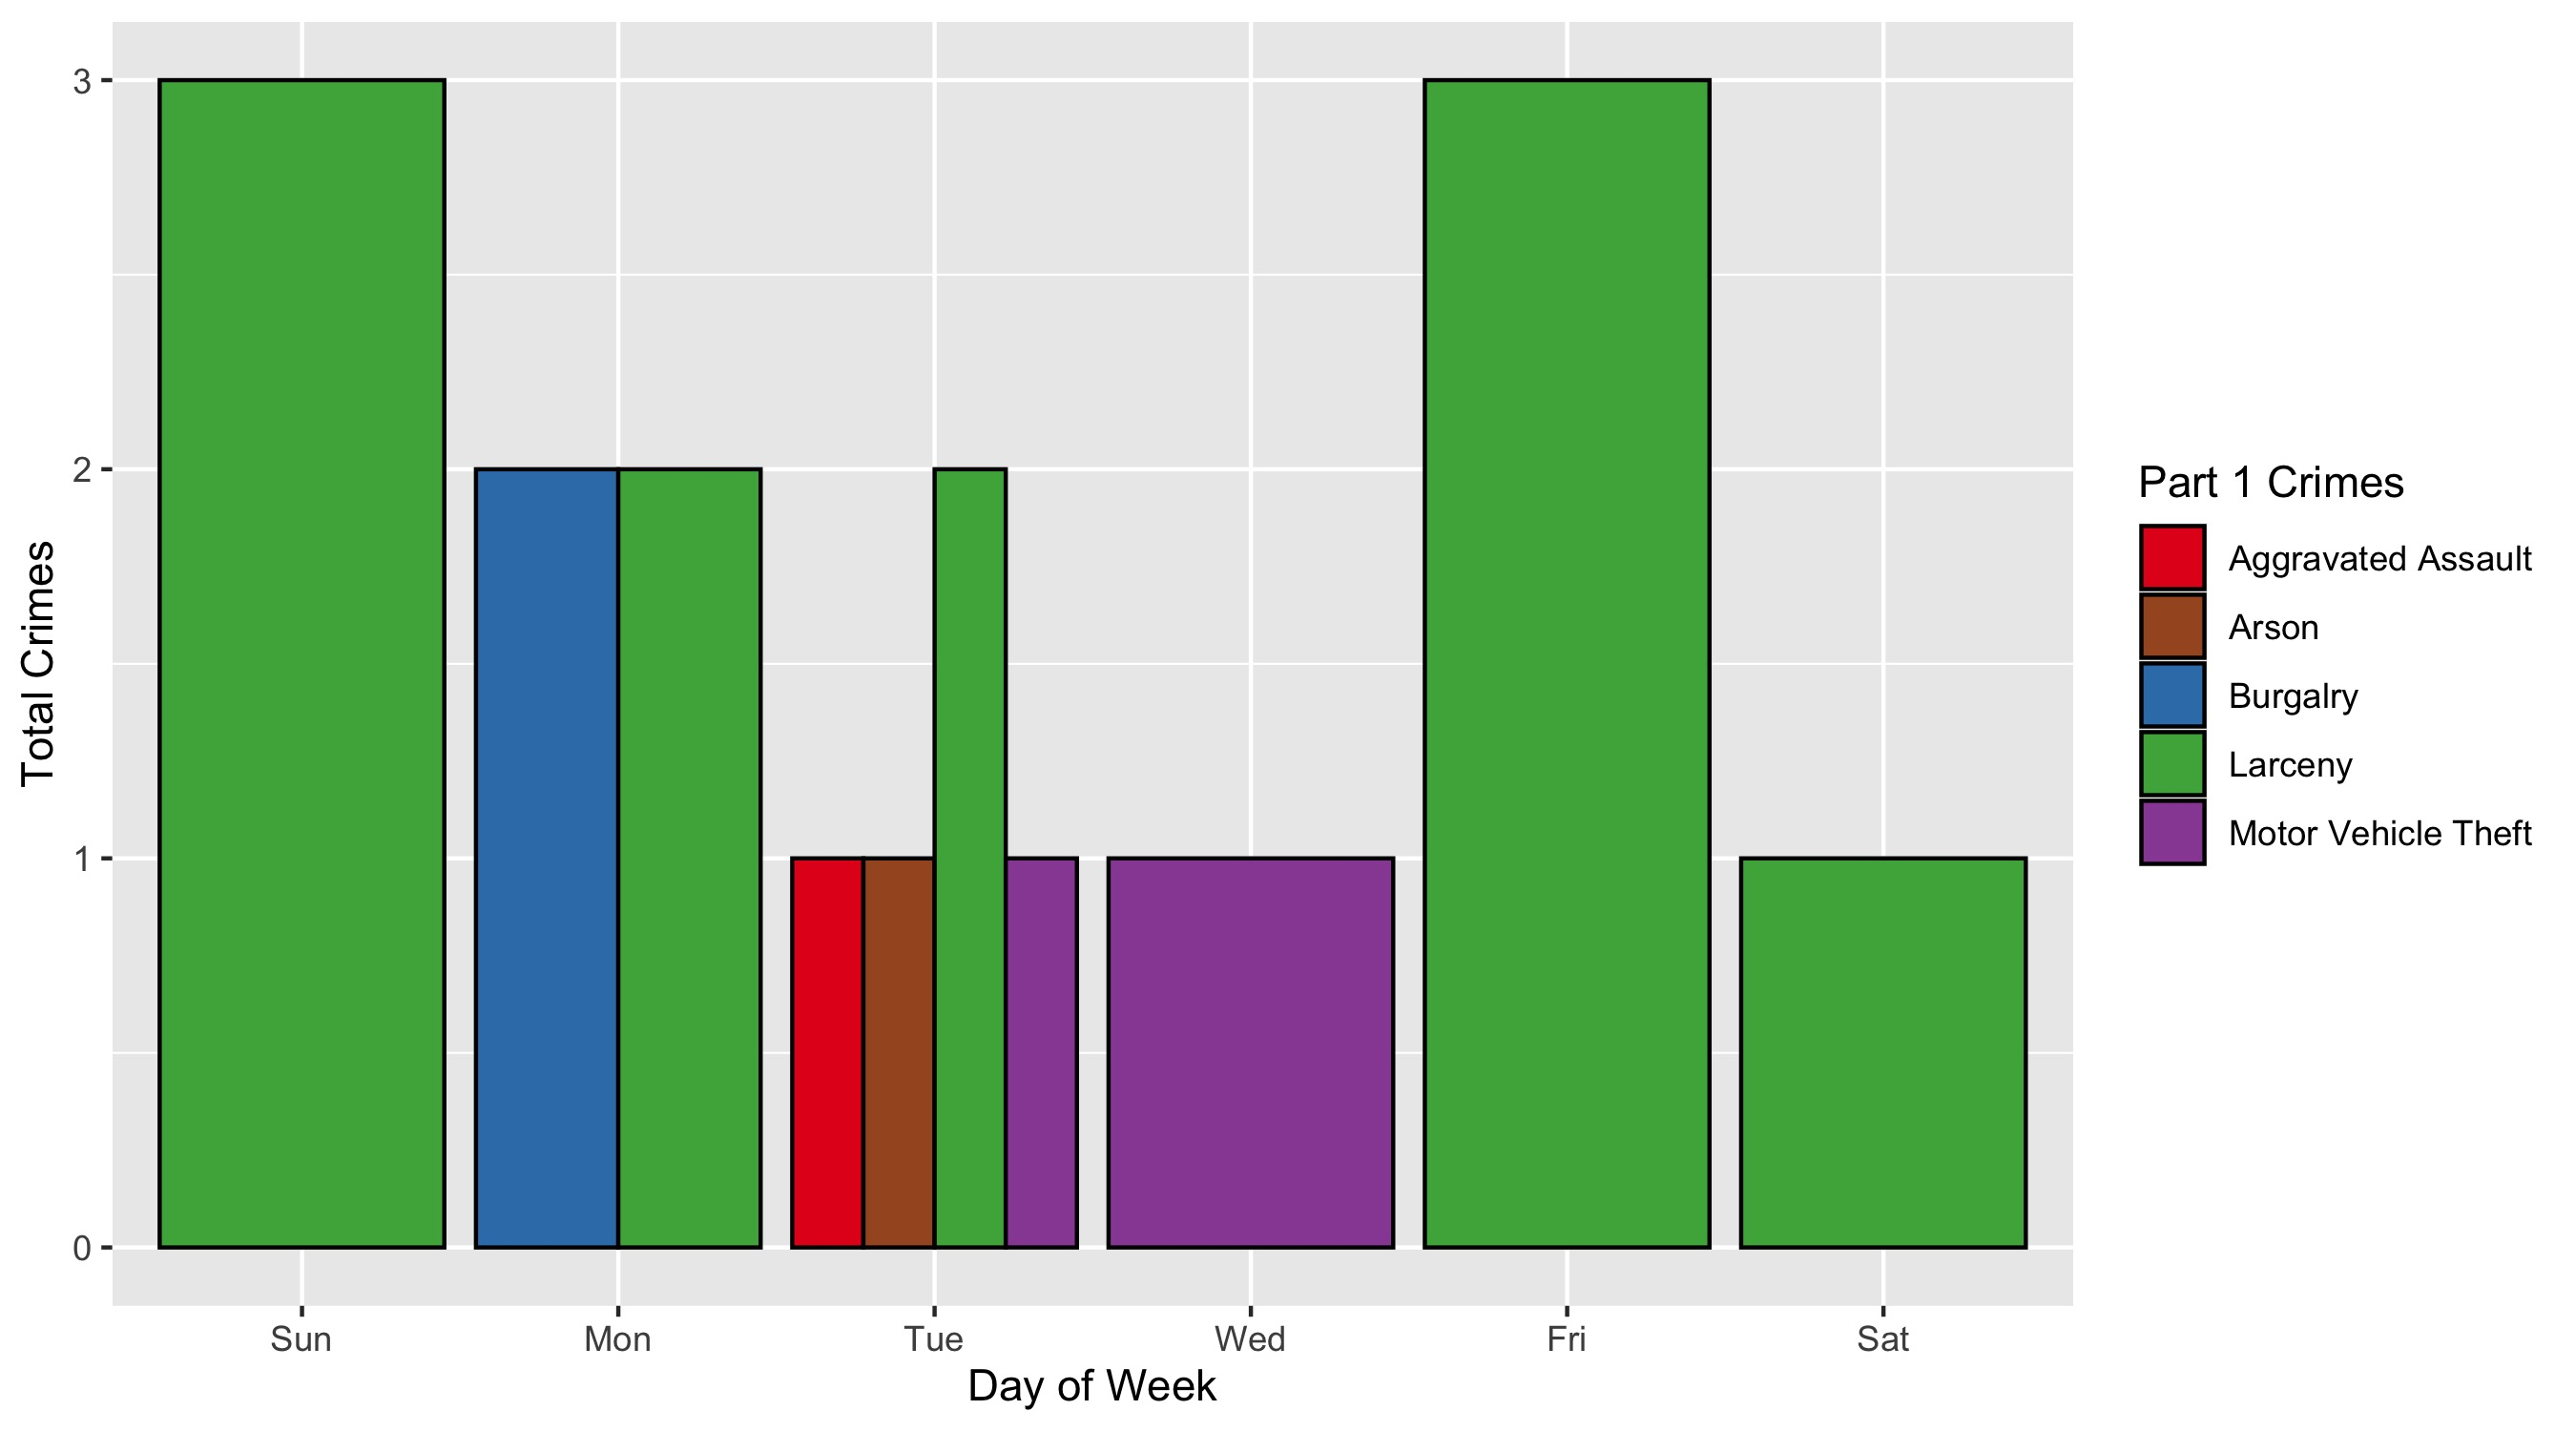 3
2
1
0
Total Crimes
Sun Mon Tue Wed Fri Sat
Day of Week
Part 1 Crimes
Aggravated Assault
Arson
Burgalry
Larceny
Motor Vehicle Theft